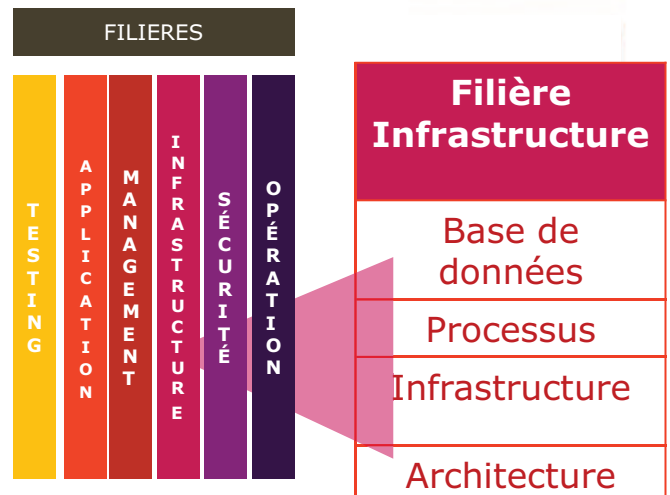 FILIERES
TESTING
APPLICATION
MANAGEMENT
INFRASTRUCTURE
SÉCURITÉ
OPÉRATION
Filière
Infrastructure
Base de
données
Processus
Infrastructure
Architecture